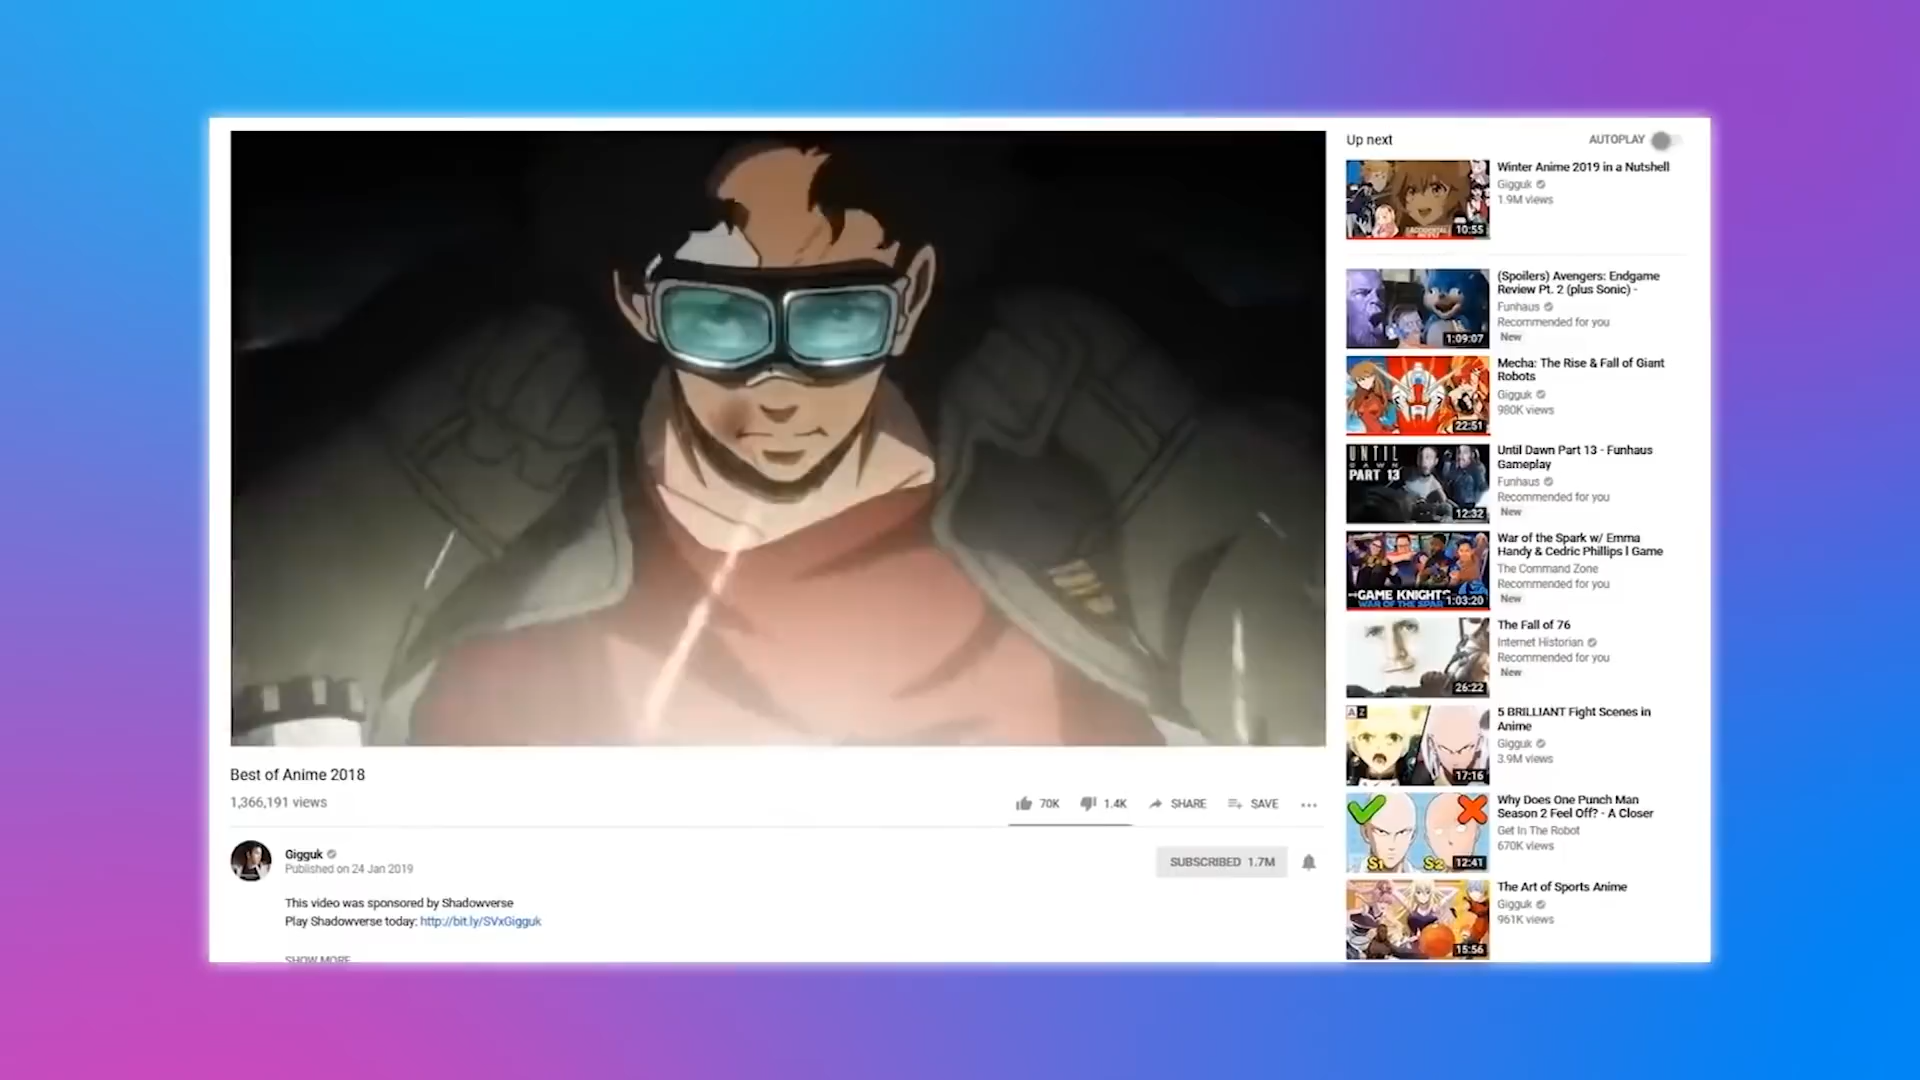 Best of Anime 2018
1,366,191 views
70K
1.4K
SHARE
SAVE
Gigguk
Published on 24 Jan 2019
SUBSCRIBED 1.7M
This video was sponsored by Shadowverse
Play Shadowverse today: http://bit.ly/SVxGigguk
SHOW MORE
Up next
AUTOPLAY
10:55
Winter Anime 2019 in a Nutshell
Gigguk
1.9M views
1:09:07
(Spoilers) Avengers: Endgame
Review Pt. 2 (plus Sonic) -
Funhaus
Recommended for you
New
22:51
Mecha: The Rise & Fall of Giant
Robots
Gigguk
980K views
UNTIL
DAWN
PART 13
12:32
Until Dawn Part 13 - Funhaus
Gameplay
Funhaus
Recommended for you
New
GAME KNIGHTS
WAR OF THE SPAR
1:03:20
War of the Spark w/ Emma
Handy & Cedric Phillips l Game
The Command Zone
Recommended for you
New
26:22
The Fall of 76
Internet Historian
Recommended for you
New
A Z
17:16
5 BRILLIANT Fight Scenes in
Anime
Gigguk
3.9M views
S1
S2
12:41
Why Does One Punch Man
Season 2 Feel Off? - A Closer
Get In The Robot
670K views
15:56
The Art of Sports Anime
Gigguk
961K views